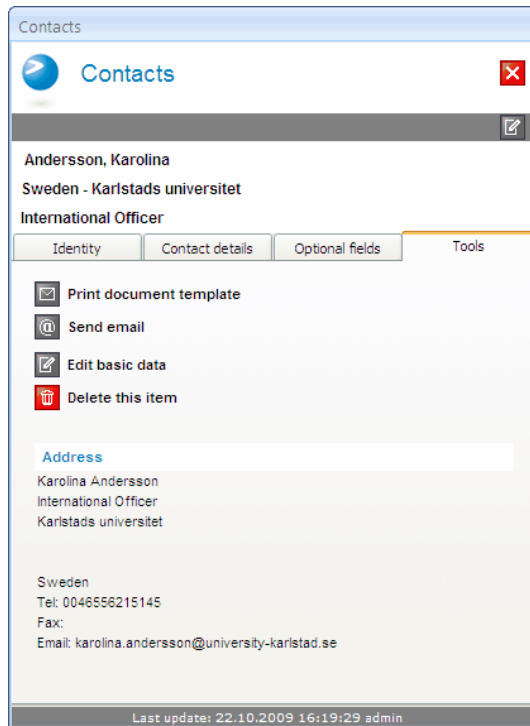 Contacts
Contacts
Andersson, Karolina
Sweden - Karlstads universitet
International Officer
Identity Contact details Optional fields Tools
Print document template
Send email
Edit basic data
Delete this item
Address
Karolina Andersson
International Officer
Karlstads universitet
Sweden
Tel: 0046556215145
Fax:
Email: karolina.andersson@university-karlstad.se
Last update: 22.10.2009 16:19:29 admin